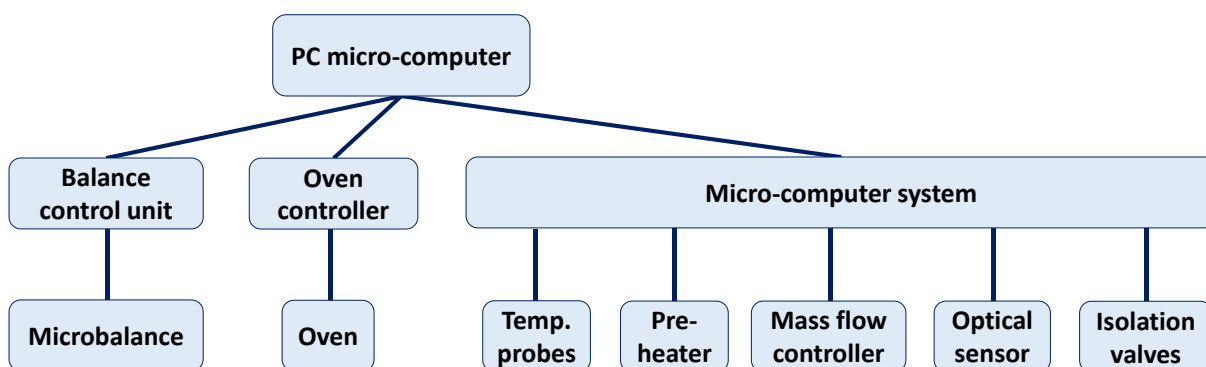 PC micro-computer
Balance
control unit
Oven
controller
Micro-computer system
Microbalance
Oven
Temp.
probes
Pre-
heater
Mass flow
controller
Optical
sensor
Isolation
valves